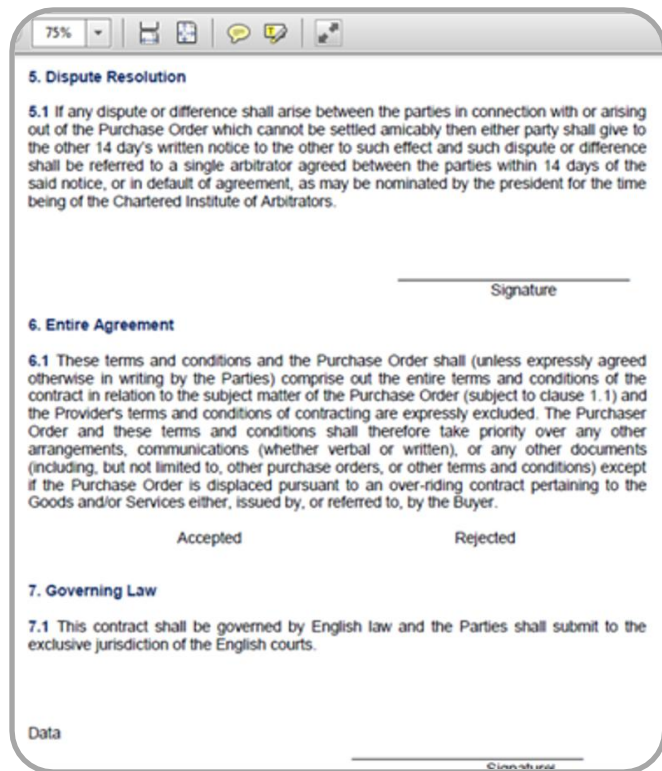 75%
5. Dispute Resolution
5.1 If any dispute or difference shall arise between the parties in connection with or arising
out of the Purchase Order which cannot be settled amicably then either party shall give to
the other 14 day's written notice to the other to such effect and such dispute or difference
shall be referred to a single arbitrator agreed between the parties within 14 days of the
said notice, or in default of agreement, as may be nominated by the president for the time
being of the Chartered Institute of Arbitrators.
Signature
6. Entire Agreement
6.1 These terms and conditions and the Purchase Order shall (unless expressly agreed
otherwise in writing by the Parties) comprise out the entire terms and conditions of the
contract in relation to the subject matter of the Purchase Order (subject to clause 1.1) and
the Provider's terms and conditions of contracting are expressly excluded. The Purchaser
Order and these terms and conditions shall therefore take priority over any other
arrangements, communications (whether verbal or written), or any other documents
(including, but not limited to, other purchase orders, or other terms and conditions) except
if the Purchase Order is displaced pursuant to an over-riding contract pertaining to the
Goods and/or Services either, issued by, or referred to, by the Buyer.
Accepted Rejected
7. Governing Law
7.1 This contract shall be governed by English law and the Parties shall submit to the
exclusive jurisdiction of the English courts.
Data